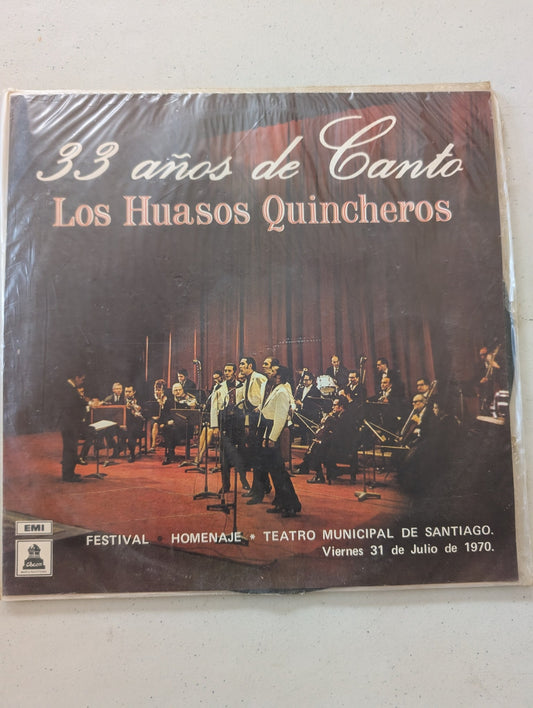 33 años de Canto
Los Huasos Quincheros
EMI
Odeon
FESTIVAL * HOMENAJE * TEATRO MUNICIPAL DE SANTIAGO.
Viernes 31 de Julio de 1970.